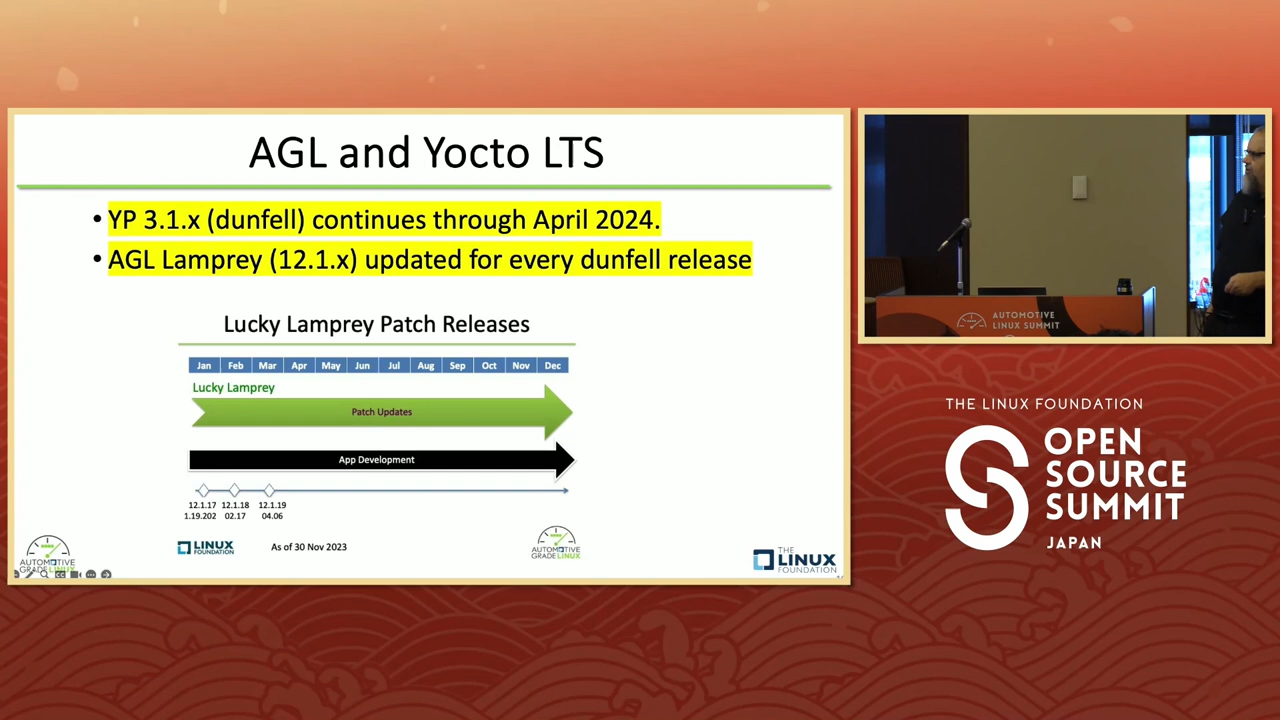 AGL and Yocto LTS
• YP 3.1.x (dunfell) continues through April 2024.
• AGL Lamprey (12.1.x) updated for every dunfell release
Lucky Lamprey Patch Releases
Jan Feb Mar Apr May Jun Jul Aug Sep Oct Nov Dec
Lucky Lamprey
Patch Updates
App Development
12.1.17 12.1.18 12.1.19
1.19.202 02.17 04.06
LINUX
FOUNDATION
As of 30 Nov 2023
AUTOMOTIVE
GRADE LINUX
AUTOMOTIVE
GRADE LINUX
THE
LINUX
FOUNDATION
AUTOMOTIVE
LINUX SUMMIT
THE LINUX FOUNDATION
OPEN
SOURCE
SUMMIT
JAPAN